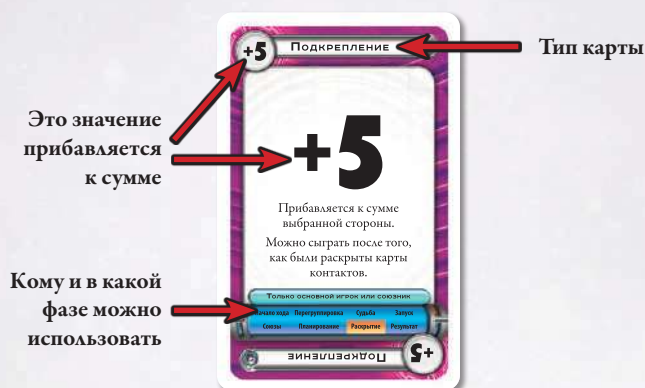 +5 Подкрепление
Тип карты
Это значение
прибавляется
к сумме
+5
Прибавляется к сумме
выбранной стороны.
Можно сыграть после того,
как были раскрыты карты
контактов.
Кому и в какой
фазе можно
использовать
Только основной игрок или союзник
Начало хода Перегруппировка Судьба Запуск
Союзы Планирование Раскрытие Результат
Подкрепление +5